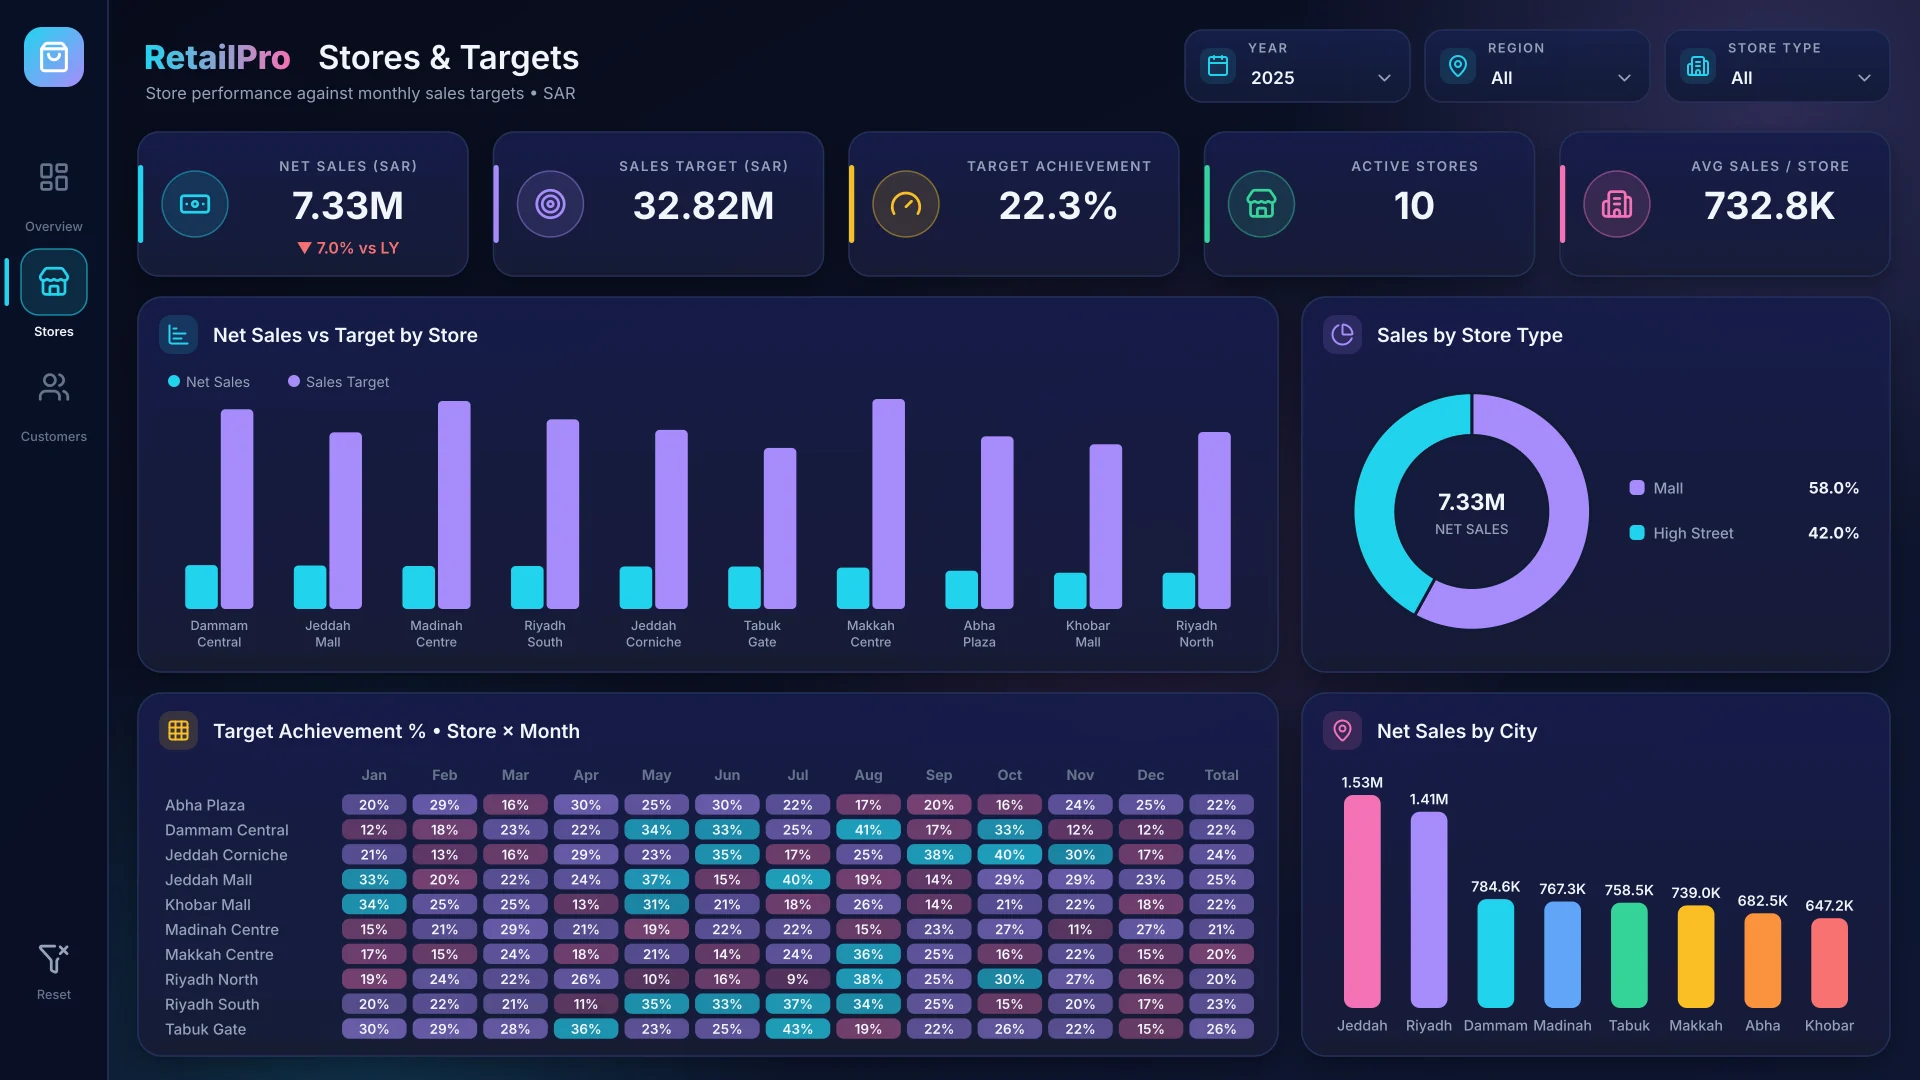 RetailPro Stores & Targets
Store performance against monthly sales targets • SAR
YEAR
2025
REGION
All
STORE TYPE
All
Overview
Stores
Customers
Reset
NET SALES (SAR)
7.33M
▼ 7.0% vs LY
SALES TARGET (SAR)
32.82M
TARGET ACHIEVEMENT
22.3%
ACTIVE STORES
10
AVG SALES / STORE
732.8K
Net Sales vs Target by Store
Net Sales Sales Target
Dammam Central
Jeddah Mall
Madinah Centre
Riyadh South
Jeddah Corniche
Tabuk Gate
Makkah Centre
Abha Plaza
Khobar Mall
Riyadh North
Sales by Store Type
7.33M
NET SALES
Mall 58.0%
High Street 42.0%
Target Achievement % • Store × Month
Jan Feb Mar Apr May Jun Jul Aug Sep Oct Nov Dec Total
Abha Plaza 20% 29% 16% 30% 25% 30% 22% 17% 20% 16% 24% 25% 22%
Dammam Central 12% 18% 23% 22% 34% 33% 25% 41% 17% 33% 12% 12% 22%
Jeddah Corniche 21% 13% 16% 29% 23% 35% 17% 25% 38% 40% 30% 17% 24%
Jeddah Mall 33% 20% 22% 24% 37% 15% 40% 19% 14% 29% 29% 23% 25%
Khobar Mall 34% 25% 25% 13% 31% 21% 18% 26% 14% 21% 22% 18% 22%
Madinah Centre 15% 21% 29% 21% 19% 22% 22% 15% 23% 27% 11% 27% 21%
Makkah Centre 17% 15% 24% 18% 21% 14% 24% 36% 25% 16% 22% 15% 20%
Riyadh North 19% 24% 22% 26% 10% 16% 9% 38% 25% 30% 27% 16% 20%
Riyadh South 20% 22% 21% 11% 35% 33% 37% 34% 25% 15% 20% 17% 23%
Tabuk Gate 30% 29% 28% 36% 23% 25% 43% 19% 22% 26% 22% 15% 26%
Net Sales by City
1.53M 1.41M 784.6K 767.3K 758.5K 739.0K 682.5K 647.2K
Jeddah Riyadh Dammam Madinah Tabuk Makkah Abha Khobar